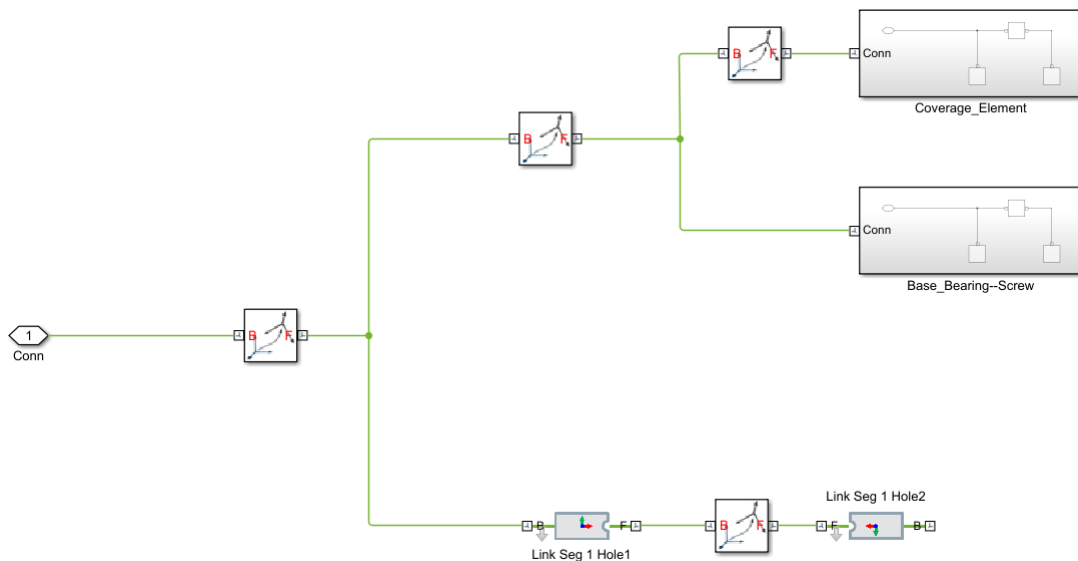 B F
Conn
Coverage_Element
B F
Conn
Base_Bearing--Screw
1
Conn
B F
Link Seg 1 Hole2
B F
B F
F B
Link Seg 1 Hole1